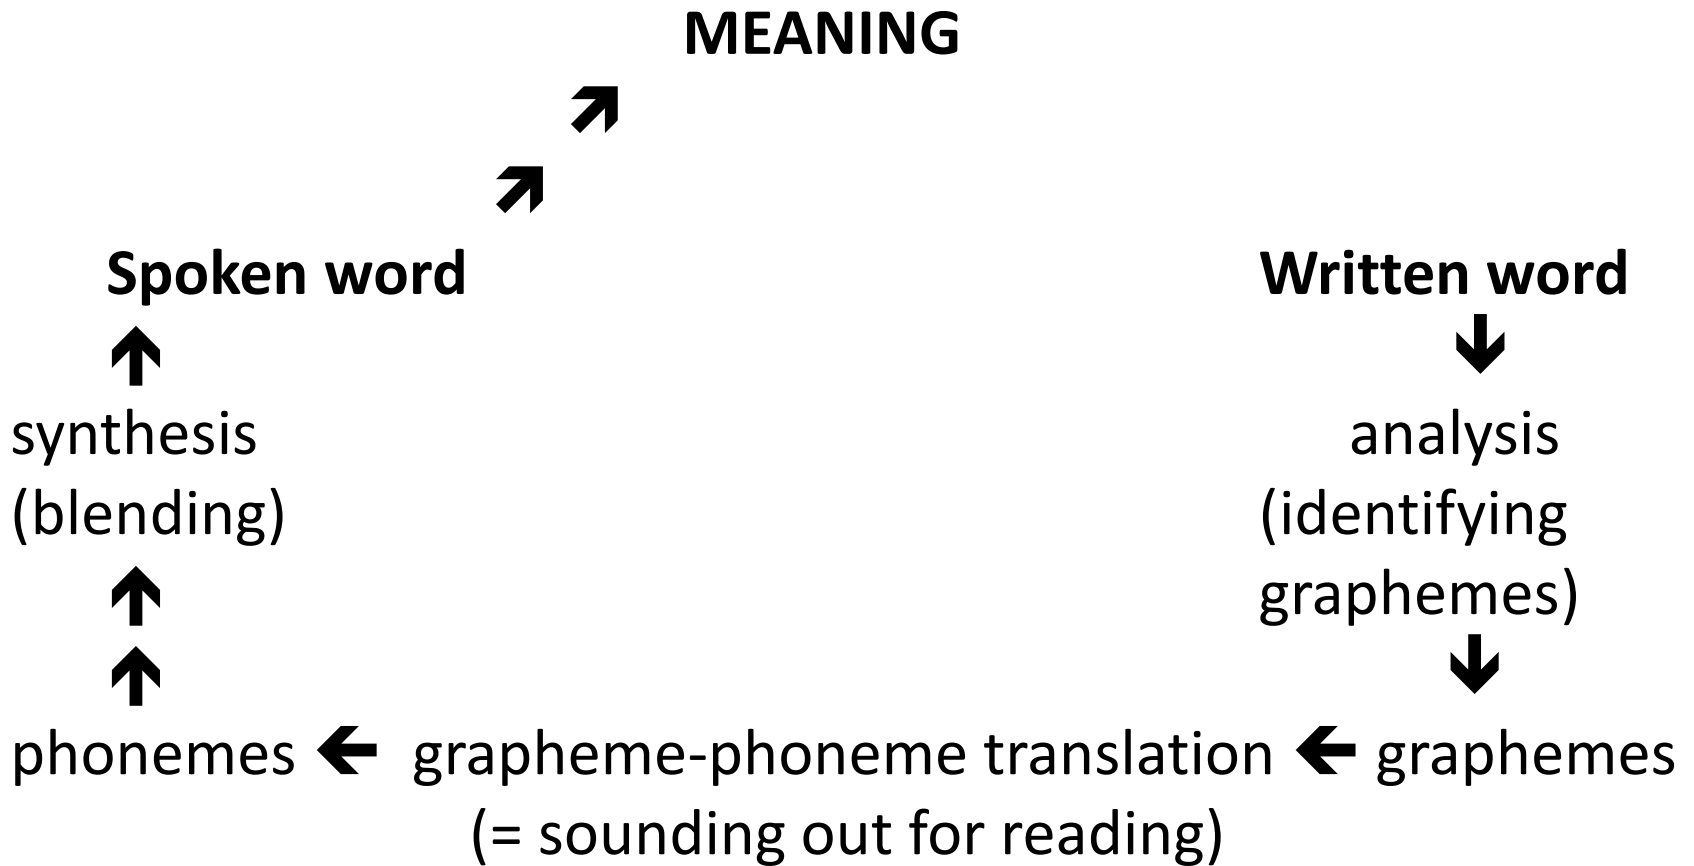 MEANING
Spoken word
Written word
synthesis
analysis
(blending)
(identifying
graphemes)
phonemes 🡰 grapheme-phoneme translation 🡰 graphemes
(= sounding out for reading)